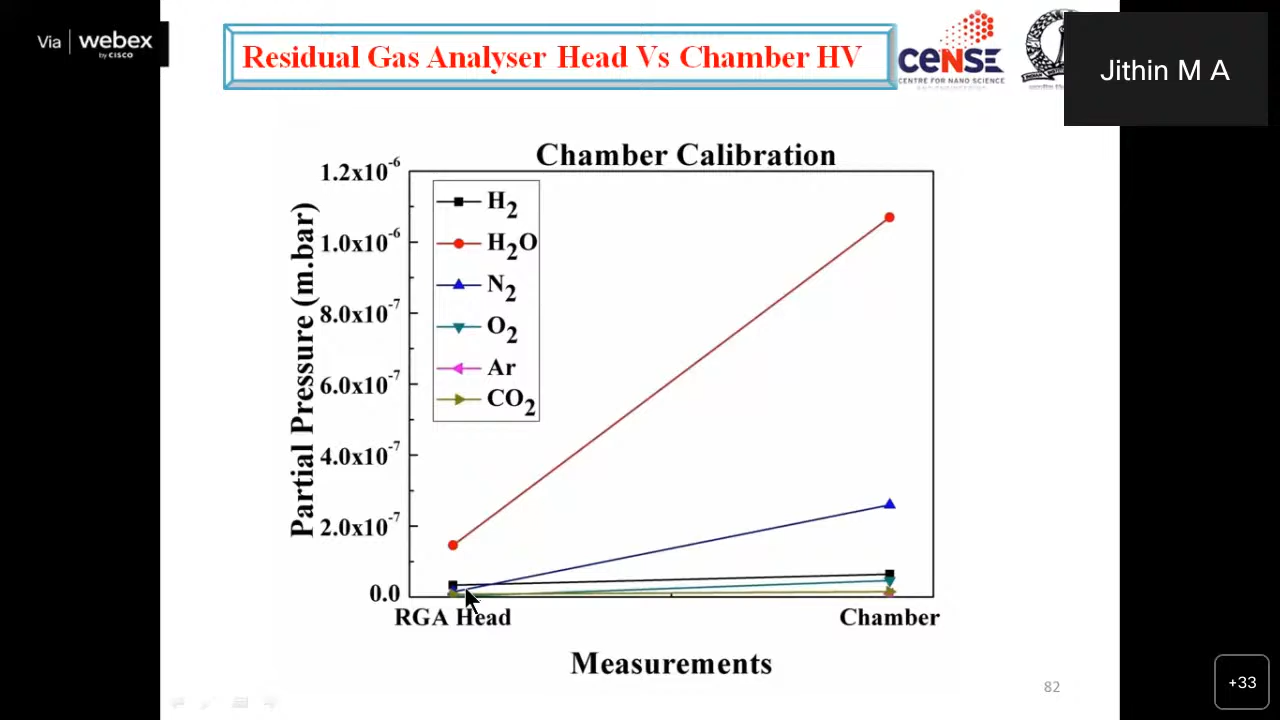 Via | webex
by CISCO
Residual Gas Analyser Head Vs Chamber HV
CeNSE
CENTRE FOR NANO SCIENCE
AND ENGINEERING
Jithin M A
Chamber Calibration
Partial Pressure (m.bar)
1.2x10⁻⁶
1.0x10⁻⁶
8.0x10⁻⁷
6.0x10⁻⁷
4.0x10⁻⁷
2.0x10⁻⁷
0.0
H₂
H₂O
N₂
O₂
Ar
CO₂
RGA Head
Chamber
Measurements
82
+33